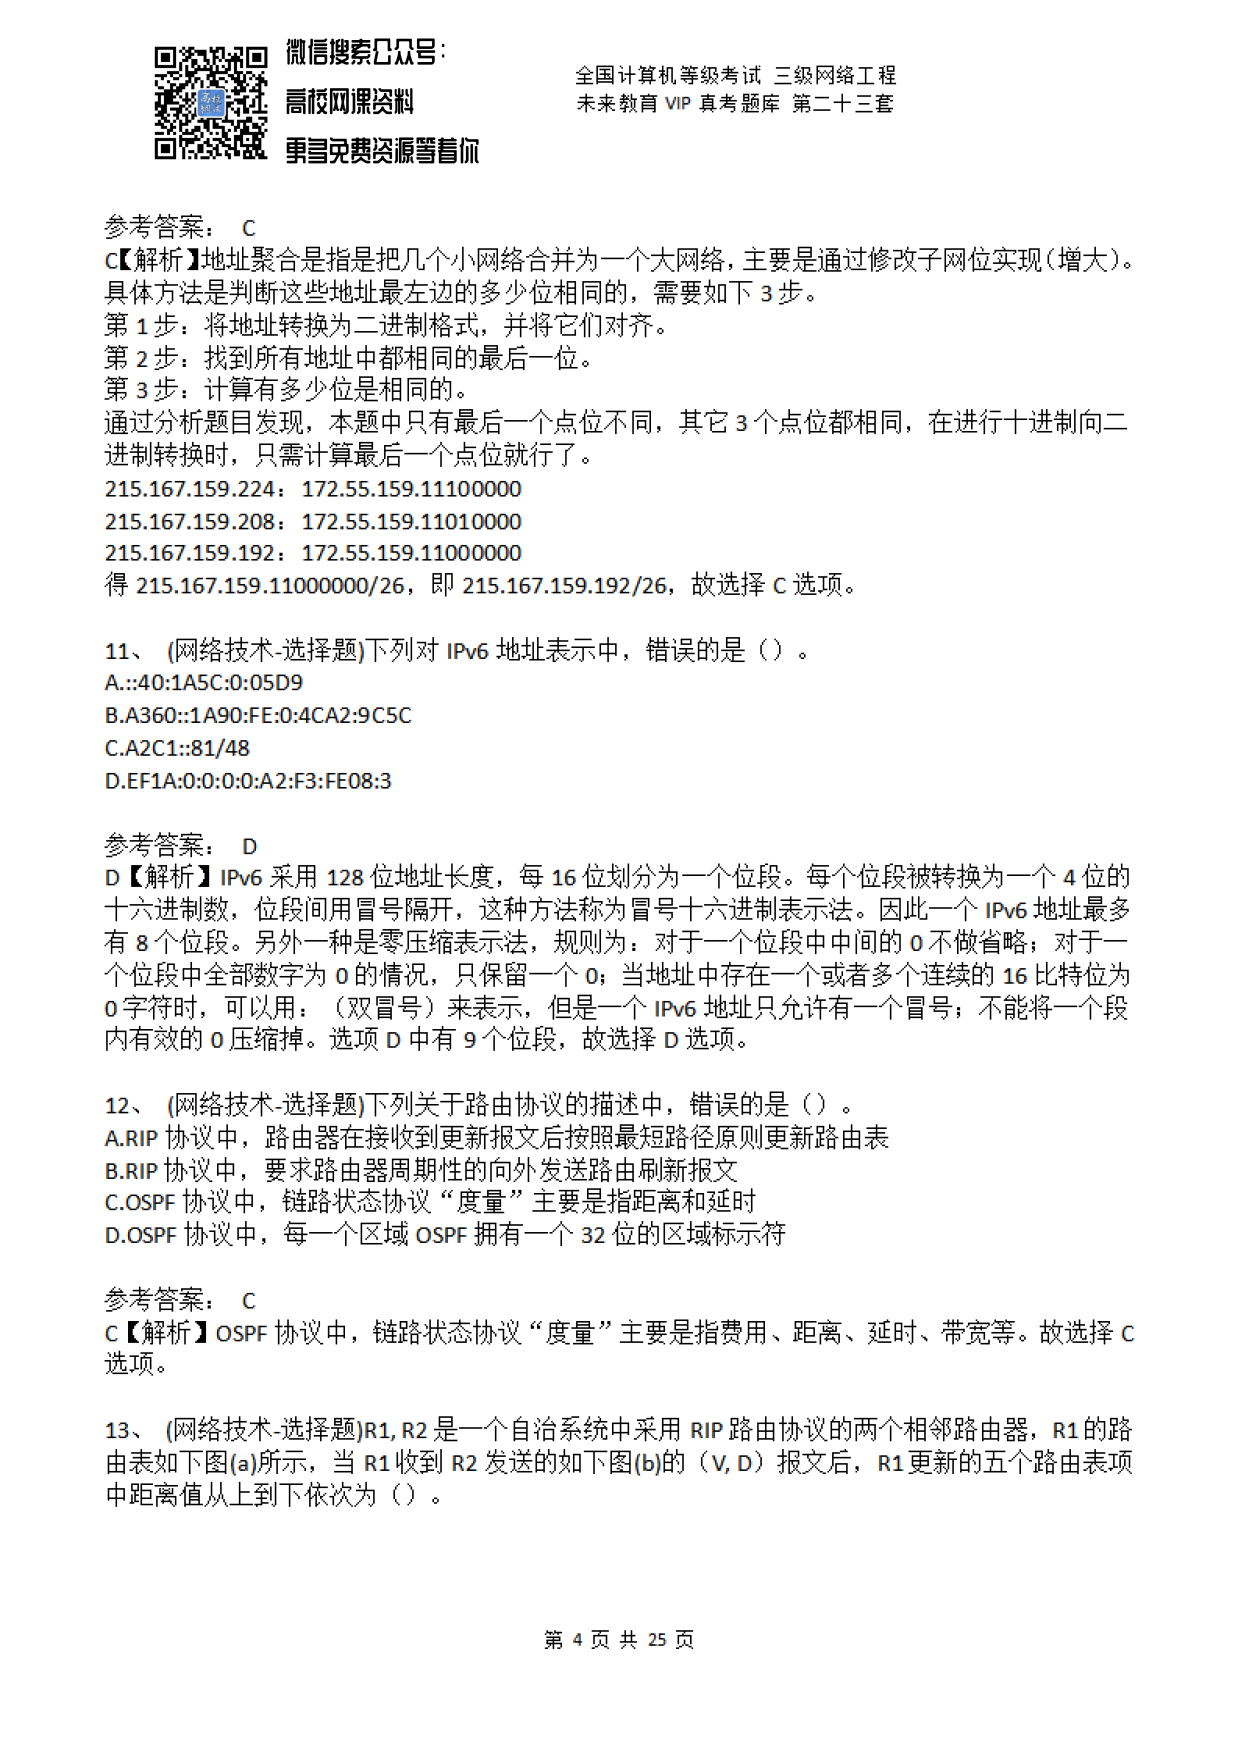 微信搜索公众号：
高校网课资料
更多免费资源等着你
全国计算机等级考试 三级网络工程
未来教育 VIP 真考题库 第二十三套
参考答案： C
C【解析】地址聚合是指是把几个小网络合并为一个大网络，主要是通过修改子网位实现（增大）。
具体方法是判断这些地址最左边的多少位相同的，需要如下 3 步。
第 1 步：将地址转换为二进制格式，并将它们对齐。
第 2 步：找到所有地址中都相同的最后一位。
第 3 步：计算有多少位是相同的。
通过分析题目发现，本题中只有最后一个点位不同，其它 3 个点位都相同，在进行十进制向二
进制转换时，只需计算最后一个点位就行了。
215.167.159.224：172.55.159.11100000
215.167.159.208：172.55.159.11010000
215.167.159.192：172.55.159.11000000
得 215.167.159.11000000/26，即 215.167.159.192/26，故选择 C 选项。
11、 (网络技术-选择题)下列对 IPv6 地址表示中，错误的是（）。
A.::40:1A5C:0:05D9
B.A360::1A90:FE:0:4CA2:9C5C
C.A2C1::81/48
D.EF1A:0:0:0:0:A2:F3:FE08:3
参考答案： D
D【解析】IPv6 采用 128 位地址长度，每 16 位划分为一个位段。每个位段被转换为一个 4 位的
十六进制数，位段间用冒号隔开，这种方法称为冒号十六进制表示法。因此一个 IPv6 地址最多
有 8 个位段。另外一种是零压缩表示法，规则为：对于一个位段中中间的 0 不做省略；对于一
个位段中全部数字为 0 的情况，只保留一个 0；当地址中存在一个或者多个连续的 16 比特位为
0 字符时，可以用：（双冒号）来表示，但是一个 IPv6 地址只允许有一个冒号；不能将一个段
内有效的 0 压缩掉。选项 D 中有 9 个位段，故选择 D 选项。
12、 (网络技术-选择题)下列关于路由协议的描述中，错误的是（）。
A.RIP 协议中，路由器在接收到更新报文后按照最短路径原则更新路由表
B.RIP 协议中，要求路由器周期性的向外发送路由刷新报文
C.OSPF 协议中，链路状态协议“度量”主要是指距离和延时
D.OSPF 协议中，每一个区域 OSPF 拥有一个 32 位的区域标示符
参考答案： C
C【解析】OSPF 协议中，链路状态协议“度量”主要是指费用、距离、延时、带宽等。故选择 C
选项。
13、 (网络技术-选择题)R1, R2 是一个自治系统中采用 RIP 路由协议的两个相邻路由器，R1 的路
由表如下图(a)所示，当 R1 收到 R2 发送的如下图(b)的（V, D）报文后，R1 更新的五个路由表项
中距离值从上到下依次为（）。
第 4 页 共 25 页